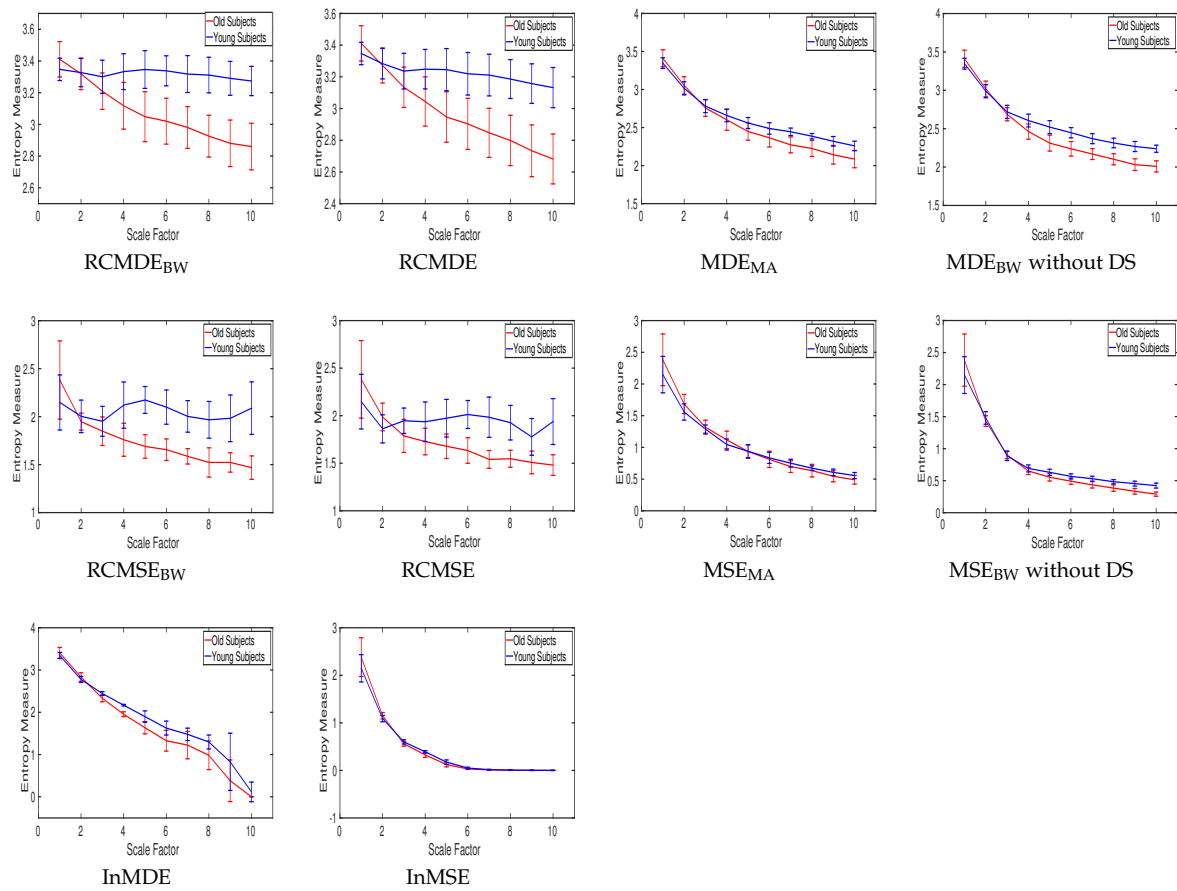 Old Subjects
Young Subjects
3.6
3.4
3.2
3
2.8
2.6
Entropy Measure
0 2 4 6 8 10
Scale Factor
RCMDE_BW
Old Subjects
Young Subjects
3.6
3.4
3.2
3
2.8
2.6
2.4
Entropy Measure
0 2 4 6 8 10
Scale Factor
RCMDE
Old Subjects
Young Subjects
4
3.5
3
2.5
2
1.5
Entropy Measure
0 2 4 6 8 10
Scale Factor
MDE_MA
Old Subjects
Young Subjects
4
3.5
3
2.5
2
1.5
Entropy Measure
0 2 4 6 8 10
Scale Factor
MDE_BW without DS
Old Subjects
Young Subjects
3
2.5
2
1.5
1
Entropy Measure
0 2 4 6 8 10
Scale Factor
RCMSE_BW
Old Subjects
Young Subjects
3
2.5
2
1.5
1
Entropy Measure
0 2 4 6 8 10
Scale Factor
RCMSE
Old Subjects
Young Subjects
3
2.5
2
1.5
1
0.5
0
Entropy Measure
0 2 4 6 8 10
Scale Factor
MSE_MA
Old Subjects
Young Subjects
3
2.5
2
1.5
1
0.5
0
Entropy Measure
0 2 4 6 8 10
Scale Factor
MSE_BW without DS
Old Subjects
Young Subjects
4
3
2
1
0
Entropy Measure
0 2 4 6 8 10
Scale Factor
InMDE
Old Subjects
Young Subjects
3
2
1
0
-1
Entropy Measure
0 2 4 6 8 10
Scale Factor
InMSE